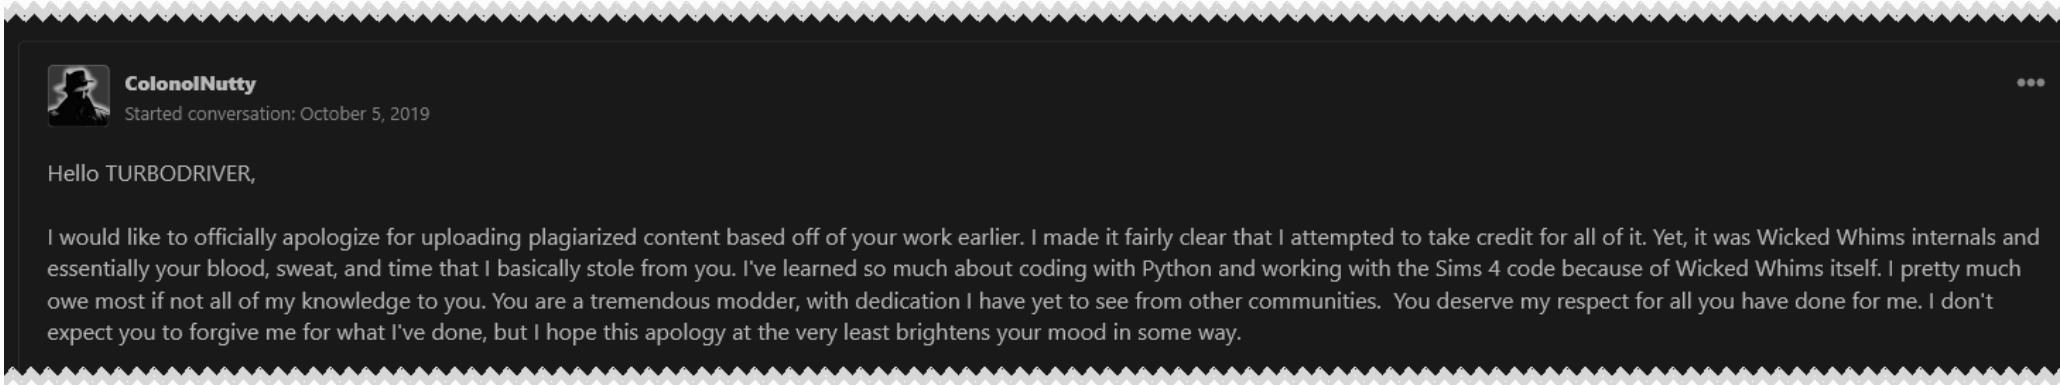 ColonolNutty
Started conversation: October 5, 2019
Hello TURBODRIVER,
I would like to officially apologize for uploading plagiarized content based off of your work earlier. I made it fairly clear that I attempted to take credit for all of it. Yet, it was Wicked Whims internals and
essentially your blood, sweat, and time that I basically stole from you. I've learned so much about coding with Python and working with the Sims 4 code because of Wicked Whims itself. I pretty much
owe most if not all of my knowledge to you. You are a tremendous modder, with dedication I have yet to see from other communities.  You deserve my respect for all you have done for me. I don't
expect you to forgive me for what I've done, but I hope this apology at the very least brightens your mood in some way.